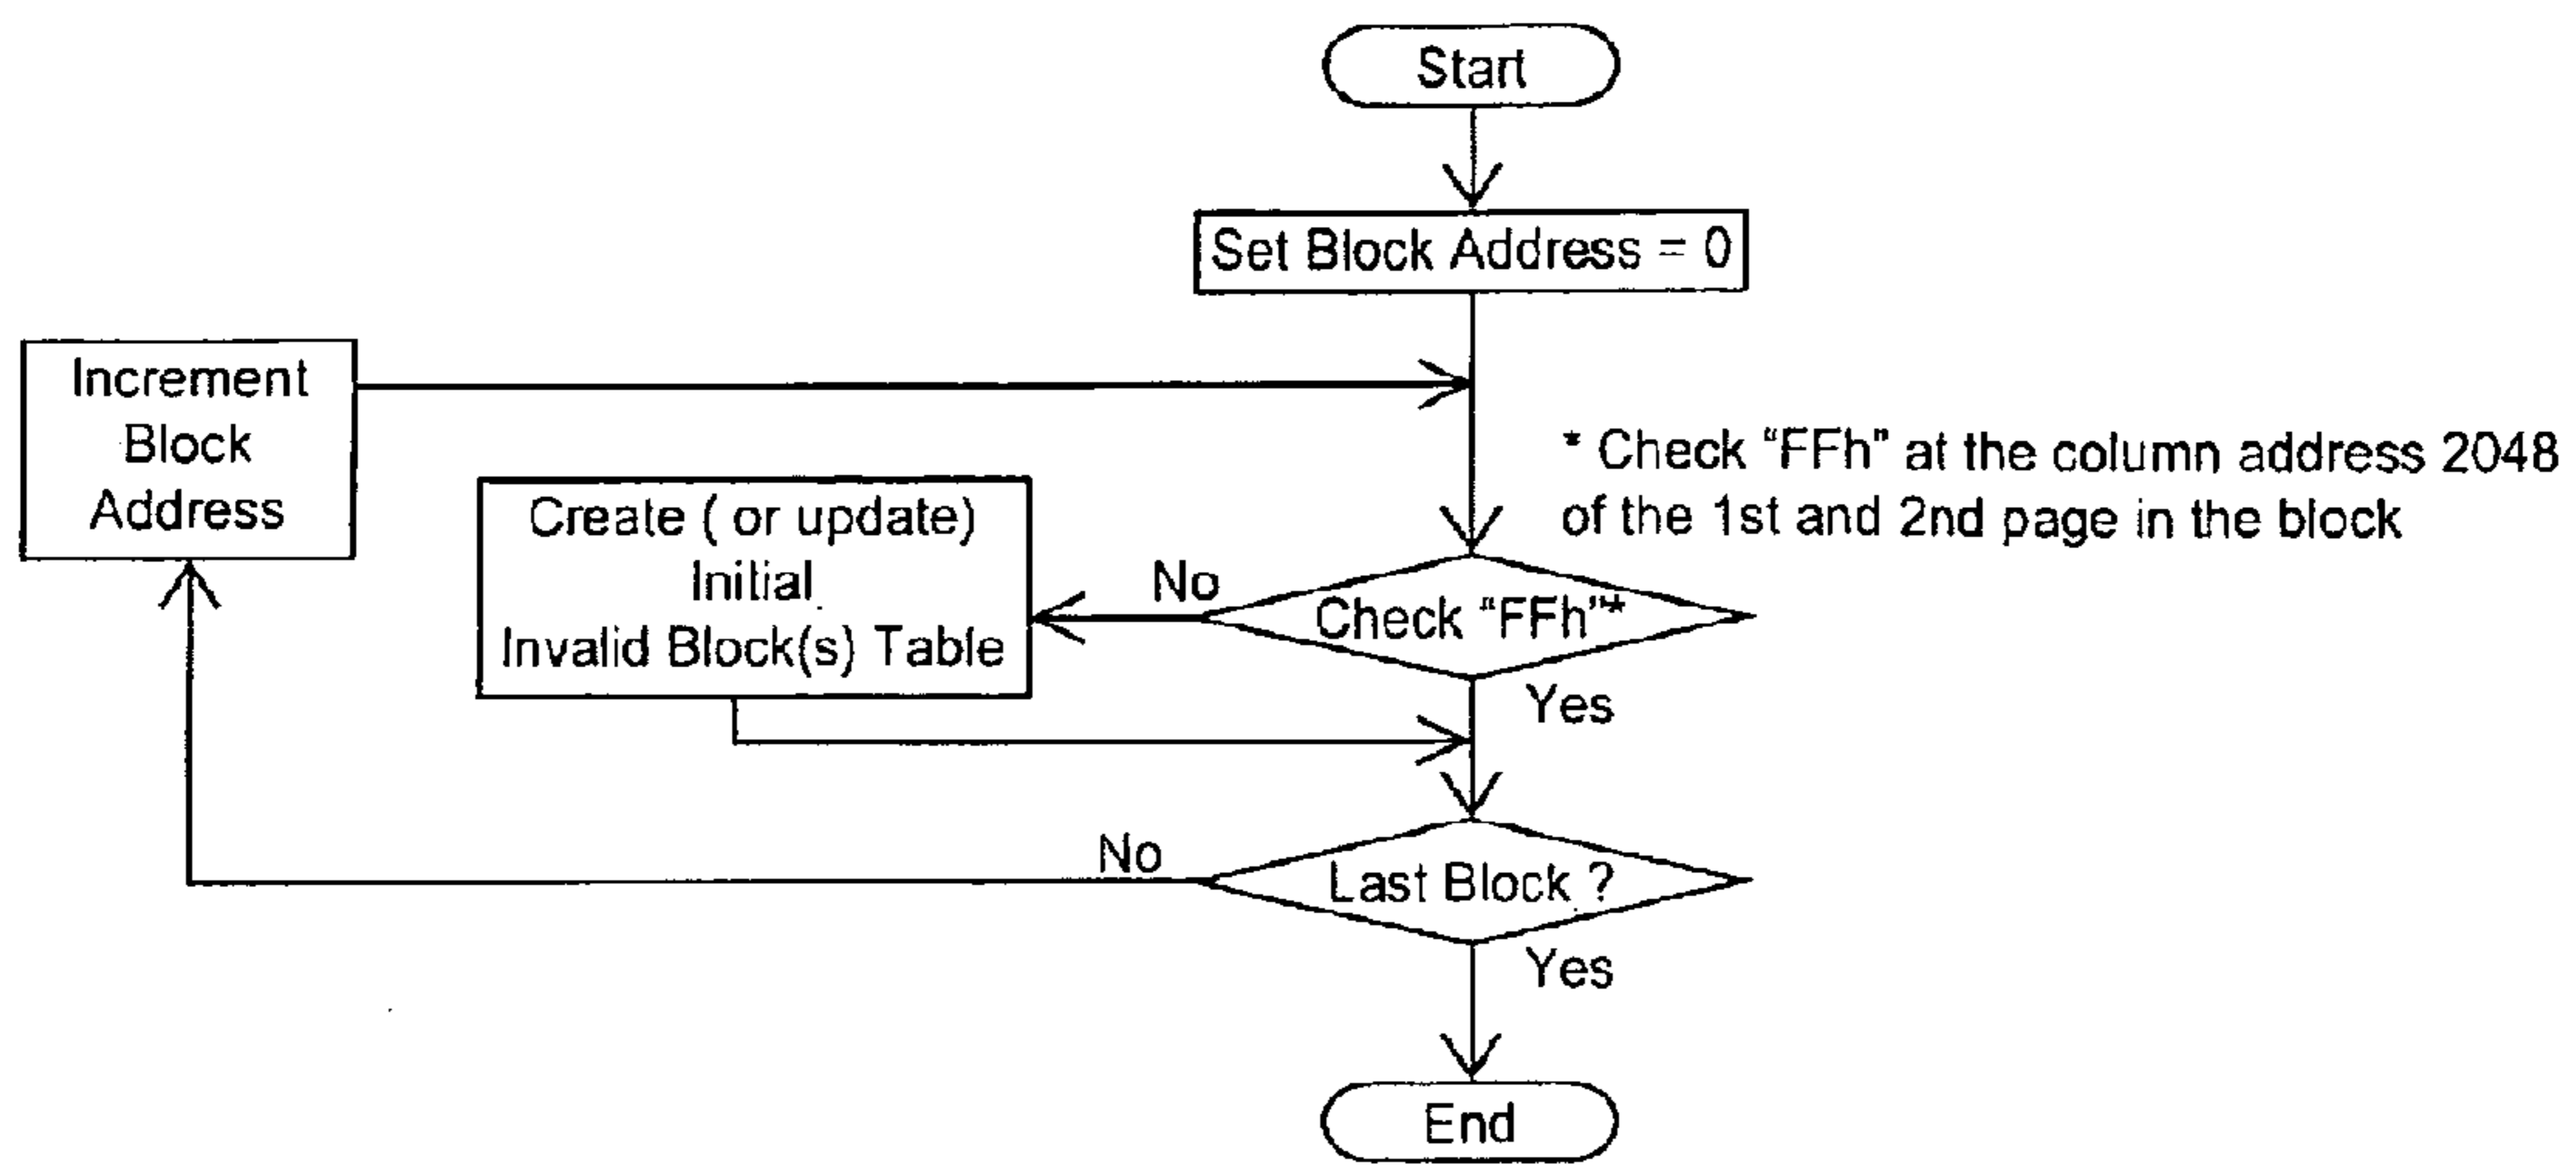 Start
Set Block Address = 0
Increment
Block
Address
* Check “FFh” at the column address 2048
of the 1st and 2nd page in the block
Create ( or update)
Initial
Invalid Block(s) Table
No
Check “FFh”*
Yes
No
Last Block ?
Yes
End